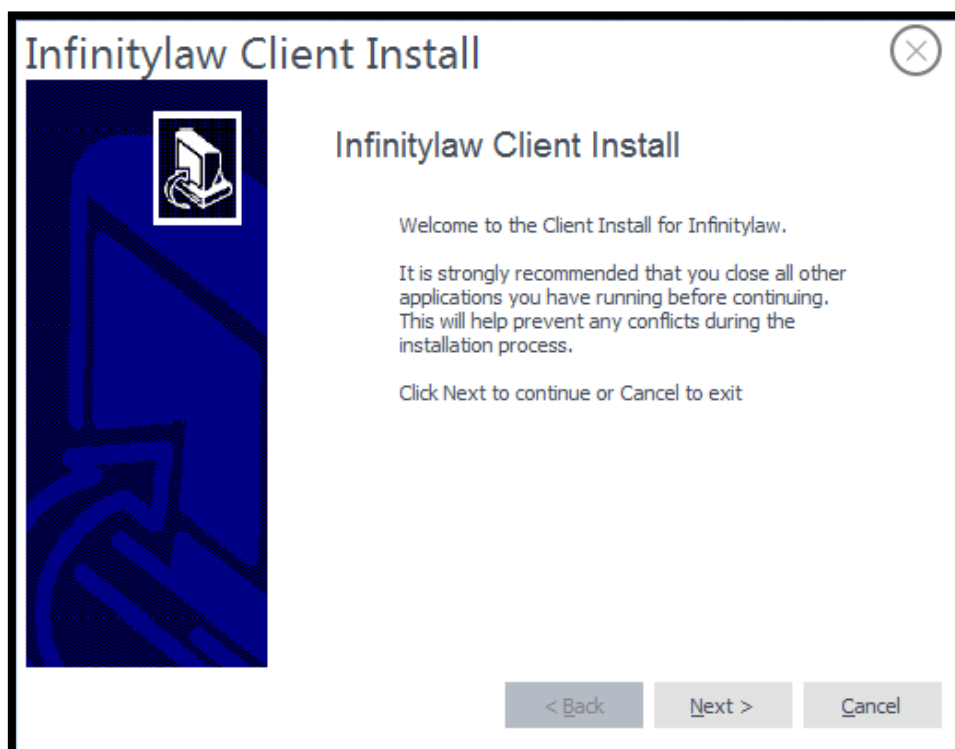 Infinitylaw Client Install
Infinitylaw Client Install
Welcome to the Client Install for Infinitylaw.
It is strongly recommended that you close all other
applications you have running before continuing.
This will help prevent any conflicts during the
installation process.
Click Next to continue or Cancel to exit
< Back Next > Cancel